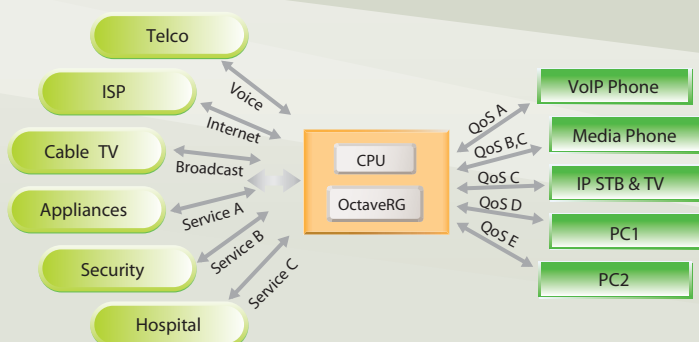 Telco
ISP
Cable TV
Appliances
Security
Hospital
Voice
Internet
Broadcast
Service A
Service B
Service C
CPU
OctaveRG
QoS A
QoS B,C
QoS C
QoS D
QoS E
VoIP Phone
Media Phone
IP STB & TV
PC1
PC2